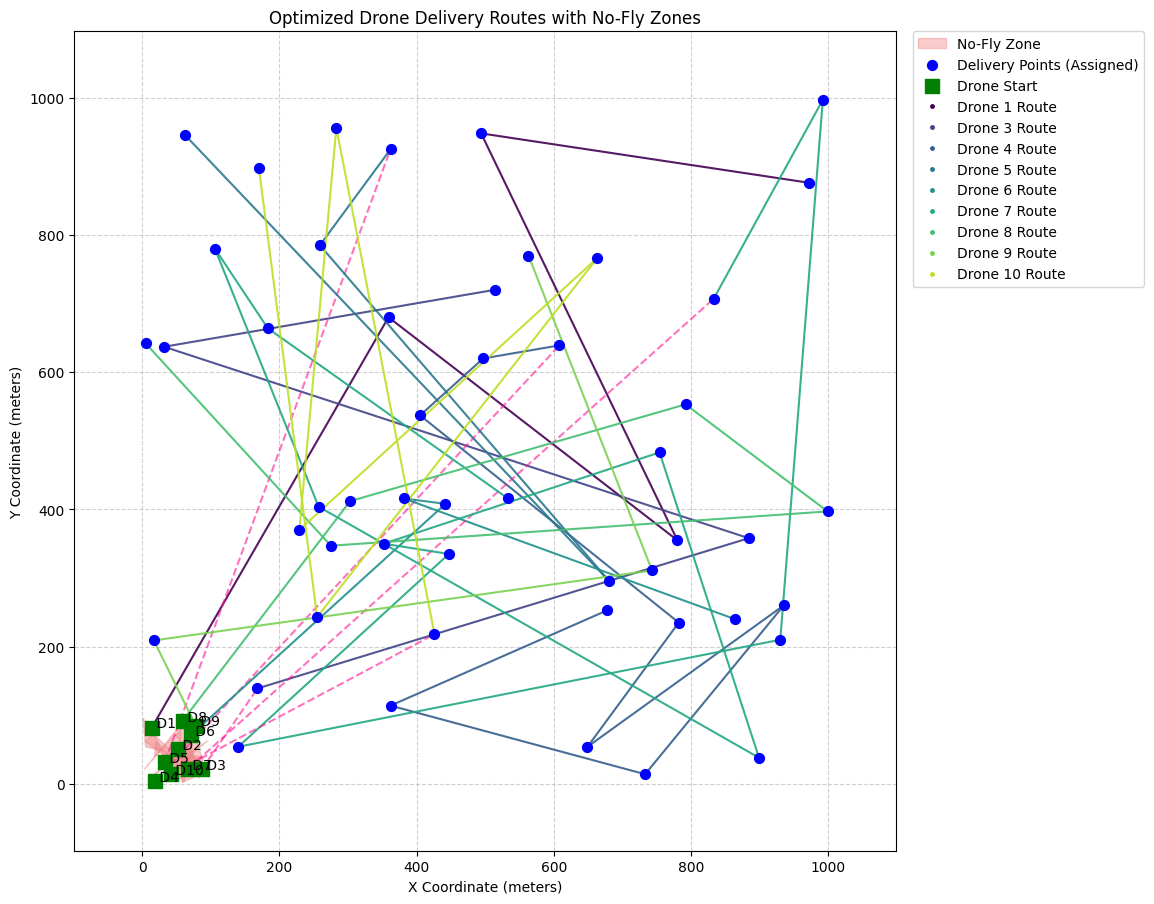 Optimized Drone Delivery Routes with No-Fly Zones
No-Fly Zone
Delivery Points (Assigned)
Drone Start
Drone 1 Route
Drone 3 Route
Drone 4 Route
Drone 5 Route
Drone 6 Route
Drone 7 Route
Drone 8 Route
Drone 9 Route
Drone 10 Route
Y Coordinate (meters)
1000
800
600
400
200
0
D1
D8
D9
D6
D2
D5
D7
D3
D10
D4
0 200 400 600 800 1000
X Coordinate (meters)